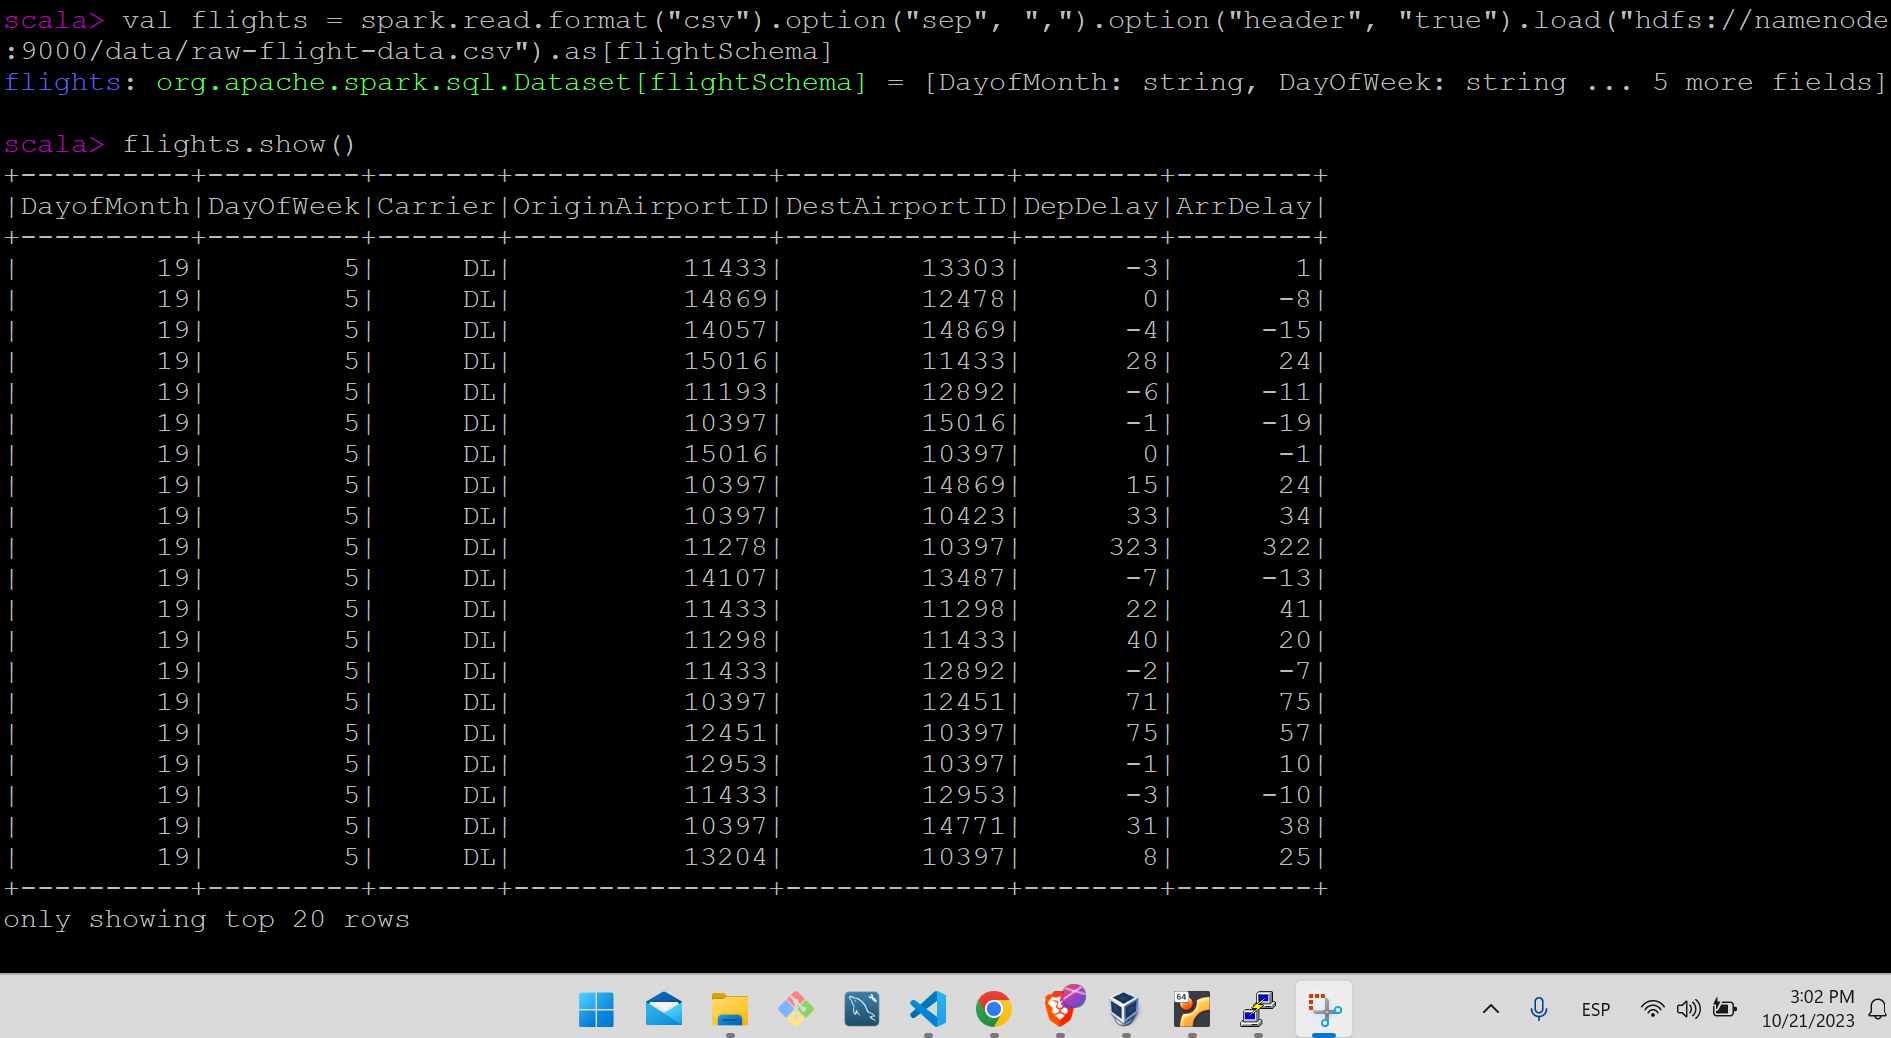 scala> val flights = spark.read.format("csv").option("sep", ",").option("header", "true").load("hdfs://namenode
:9000/data/raw-flight-data.csv").as[flightSchema]
flights: org.apache.spark.sql.Dataset[flightSchema] = [DayofMonth: string, DayOfWeek: string ... 5 more fields]
scala> flights.show()
+----------+---------+-------+---------------+-------------+--------+--------+
|DayofMonth|DayOfWeek|Carrier|OriginAirportID|DestAirportID|DepDelay|ArrDelay|
+----------+---------+-------+---------------+-------------+--------+--------+
|        19|        5|     DL|          11433|        13303|      -3|       1|
|        19|        5|     DL|          14869|        12478|       0|      -8|
|        19|        5|     DL|          14057|        14869|      -4|     -15|
|        19|        5|     DL|          15016|        11433|      28|      24|
|        19|        5|     DL|          11193|        12892|      -6|     -11|
|        19|        5|     DL|          10397|        15016|      -1|     -19|
|        19|        5|     DL|          15016|        10397|       0|      -1|
|        19|        5|     DL|          10397|        14869|      15|      24|
|        19|        5|     DL|          10397|        10423|      33|      34|
|        19|        5|     DL|          11278|        10397|     323|     322|
|        19|        5|     DL|          14107|        13487|      -7|     -13|
|        19|        5|     DL|          11433|        11298|      22|      41|
|        19|        5|     DL|          11298|        11433|      40|      20|
|        19|        5|     DL|          11433|        12892|      -2|      -7|
|        19|        5|     DL|          10397|        12451|      71|      75|
|        19|        5|     DL|          12451|        10397|      75|      57|
|        19|        5|     DL|          12953|        10397|      -1|      10|
|        19|        5|     DL|          11433|        12953|      -3|     -10|
|        19|        5|     DL|          10397|        14771|      31|      38|
|        19|        5|     DL|          13204|        10397|       8|      25|
+----------+---------+-------+---------------+-------------+--------+--------+
only showing top 20 rows
64
ESP
3:02 PM
10/21/2023